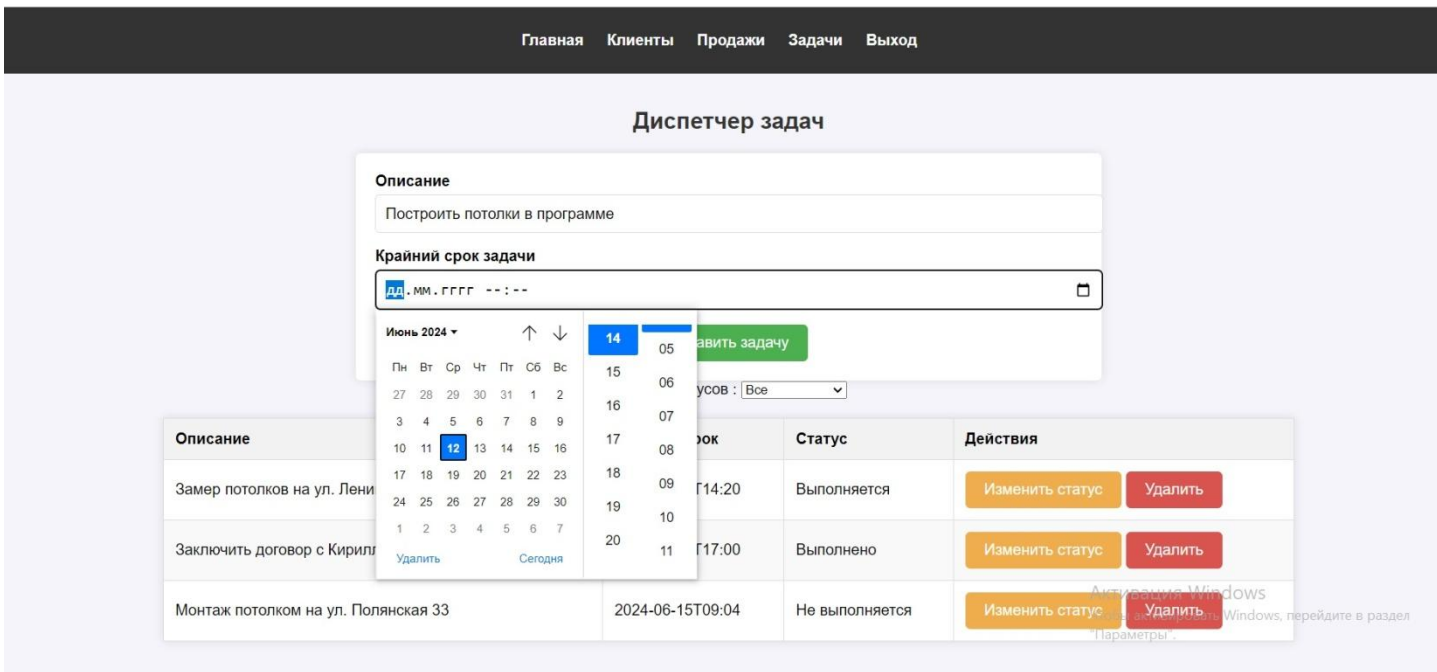 Главная Клиенты Продажи Задачи Выход
Диспетчер задач
Описание
Построить потолки в программе
Крайний срок задачи
дд.мм.гггг --:--
Июнь 2024
Пн Вт Ср Чт Пт Сб Вс
27 28 29 30 31 1 2
3 4 5 6 7 8 9
10 11 12 13 14 15 16
17 18 19 20 21 22 23
24 25 26 27 28 29 30
1 2 3 4 5 6 7
Удалить Сегодня
14
15
16
17
18
19
20
05
06
07
08
09
10
11
авить задачу
усов : Все
Описание ок Статус Действия
Замер потолков на ул. Лени T14:20 Выполняется Изменить статус Удалить
Заключить договор с Кирил T17:00 Выполнено Изменить статус Удалить
Монтаж потолком на ул. Полянская 33 2024-06-15T09:04 Не выполняется Изменить статус Удалить
Активация Windows
Чтобы активировать Windows, перейдите в раздел
"Параметры".